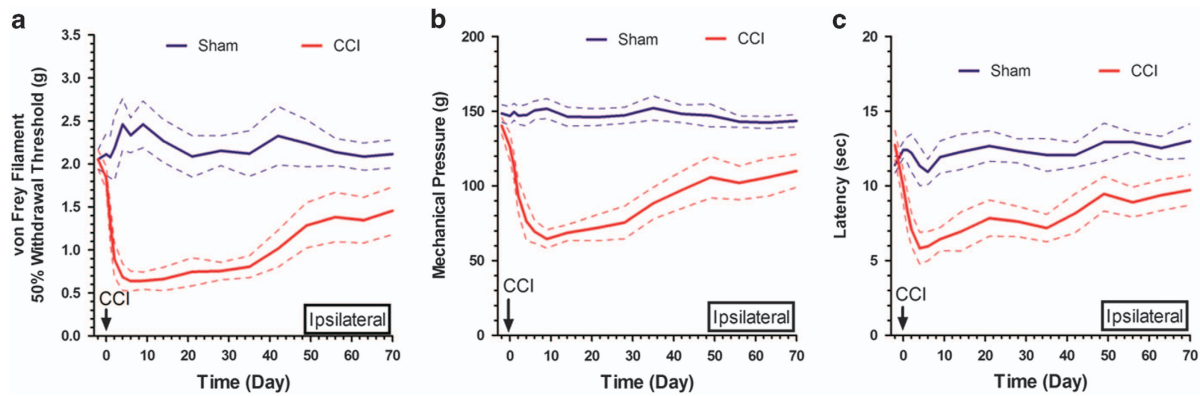 a
von Frey Filament
50% Withdrawal Threshold (g)
3.5
3.0
2.5
2.0
1.5
1.0
0.5
0.0
Sham
CCI
CCI
Ipsilateral
0 10 20 30 40 50 60 70
Time (Day)
b
Mechanical Pressure (g)
200
150
100
50
0
Sham
CCI
CCI
Ipsilateral
0 10 20 30 40 50 60 70
Time (Day)
c
Latency (sec)
20
15
10
5
0
Sham
CCI
CCI
Ipsilateral
0 10 20 30 40 50 60 70
Time (Day)